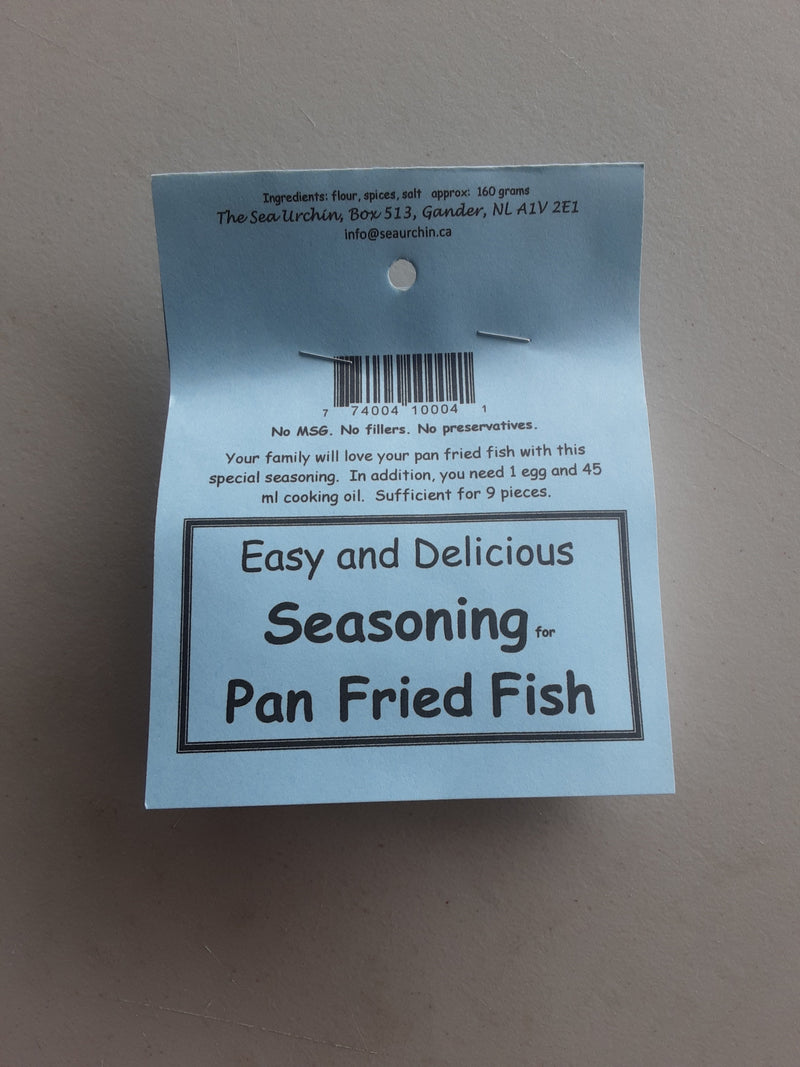 Ingredients: flour, spices, salt approx: 160 grams
The Sea Urchin, Box 513, Gander, NL A1V 2E1
info@seaurchin.ca
7 74004 10004 1
No MSG. No fillers. No preservatives.
Your family will love your pan fried fish with this
special seasoning. In addition, you need 1 egg and 45
ml cooking oil. Sufficient for 9 pieces.
Easy and Delicious
Seasoning for
Pan Fried Fish